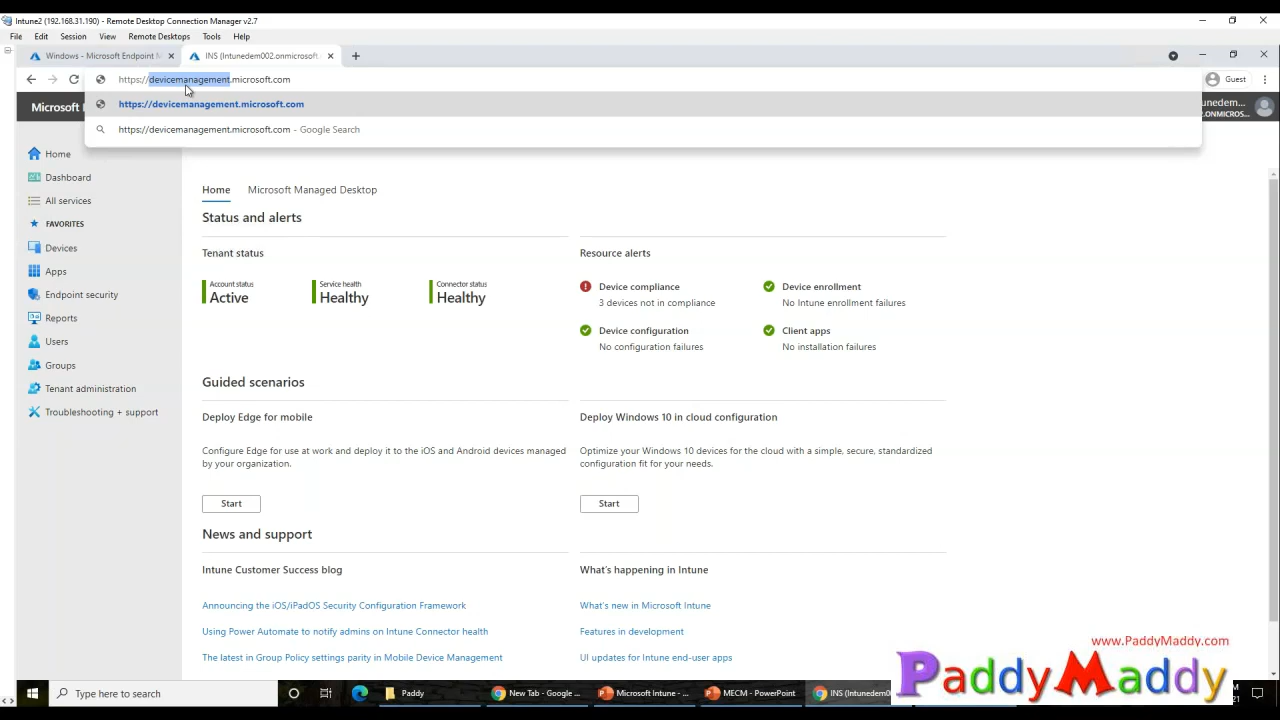 Intune2 (192.168.31.190) - Remote Desktop Connection Manager v2.7
File Edit Session View Remote Desktops Tools Help
Windows - Microsoft Endpoint M
INS (Intunedem002.onmicrosoft.
https://devicemanagement.microsoft.com
Guest
https://devicemanagement.microsoft.com
https://devicemanagement.microsoft.com - Google Search
Microsoft
unedem...
2.ONMICROS...
Home
Dashboard
All services
FAVORITES
Devices
Apps
Endpoint security
Reports
Users
Groups
Tenant administration
Troubleshooting + support
Home Microsoft Managed Desktop
Status and alerts
Tenant status
Account status
Active
Service health
Healthy
Connector status
Healthy
Resource alerts
Device compliance
3 devices not in compliance
Device enrollment
No Intune enrollment failures
Device configuration
No configuration failures
Client apps
No installation failures
Guided scenarios
Deploy Edge for mobile
Configure Edge for use at work and deploy it to the iOS and Android devices managed
by your organization.
Start
Deploy Windows 10 in cloud configuration
Optimize your Windows 10 devices for the cloud with a simple, secure, standardized
configuration fit for your needs.
Start
News and support
Intune Customer Success blog
Announcing the iOS/iPadOS Security Configuration Framework
Using Power Automate to notify admins on Intune Connector health
The latest in Group Policy settings parity in Mobile Device Management
What's happening in Intune
What's new in Microsoft Intune
Features in development
UI updates for Intune end-user apps
www.PaddyMaddy.com
PaddyMaddy
Type here to search
Paddy
New Tab - Google ...
Microsoft Intune - ...
MECM - PowerPoint
INS (Intunedem0
M
21